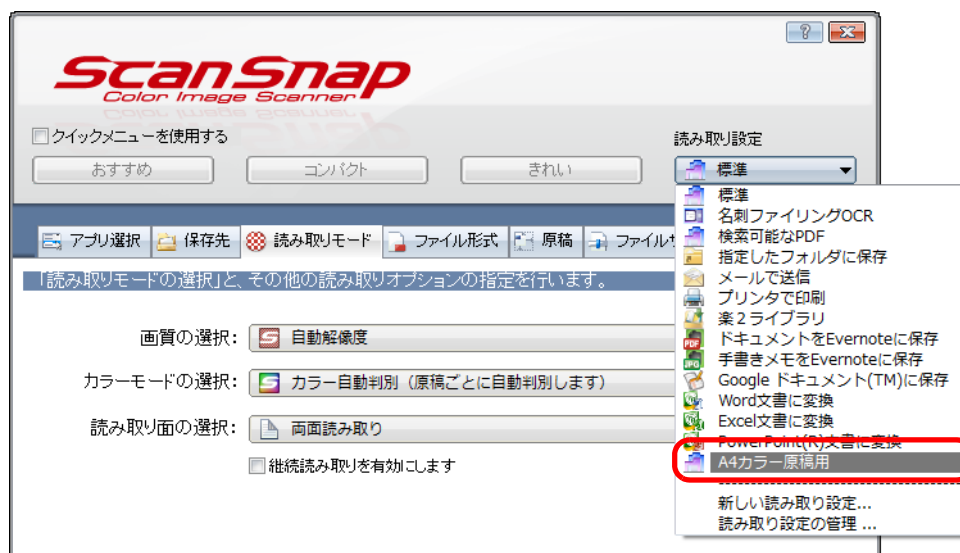 ScanSnap
Color Image Scanner
クイックメニューを使用する
読み取り設定
おすすめ
コンパクト
きれい
標準
アプリ選択
保存先
読み取りモード
ファイル形式
原稿
ファイルサ
「読み取りモードの選択」と、その他の読み取りオプションの指定を行います。
画質の選択:
自動解像度
カラーモードの選択:
カラー自動判別（原稿ごとに自動判別します）
読み取り面の選択:
両面読み取り
継続読み取りを有効にします
標準
名刺ファイリングOCR
検索可能なPDF
指定したフォルダに保存
メールで送信
プリンタで印刷
楽２ライブラリ
ドキュメントをEvernoteに保存
手書きメモをEvernoteに保存
Google ドキュメント(TM)に保存
Word文書に変換
Excel文書に変換
PowerPoint(R)文書に変換
A4カラー原稿用
新しい読み取り設定...
読み取り設定の管理 ...